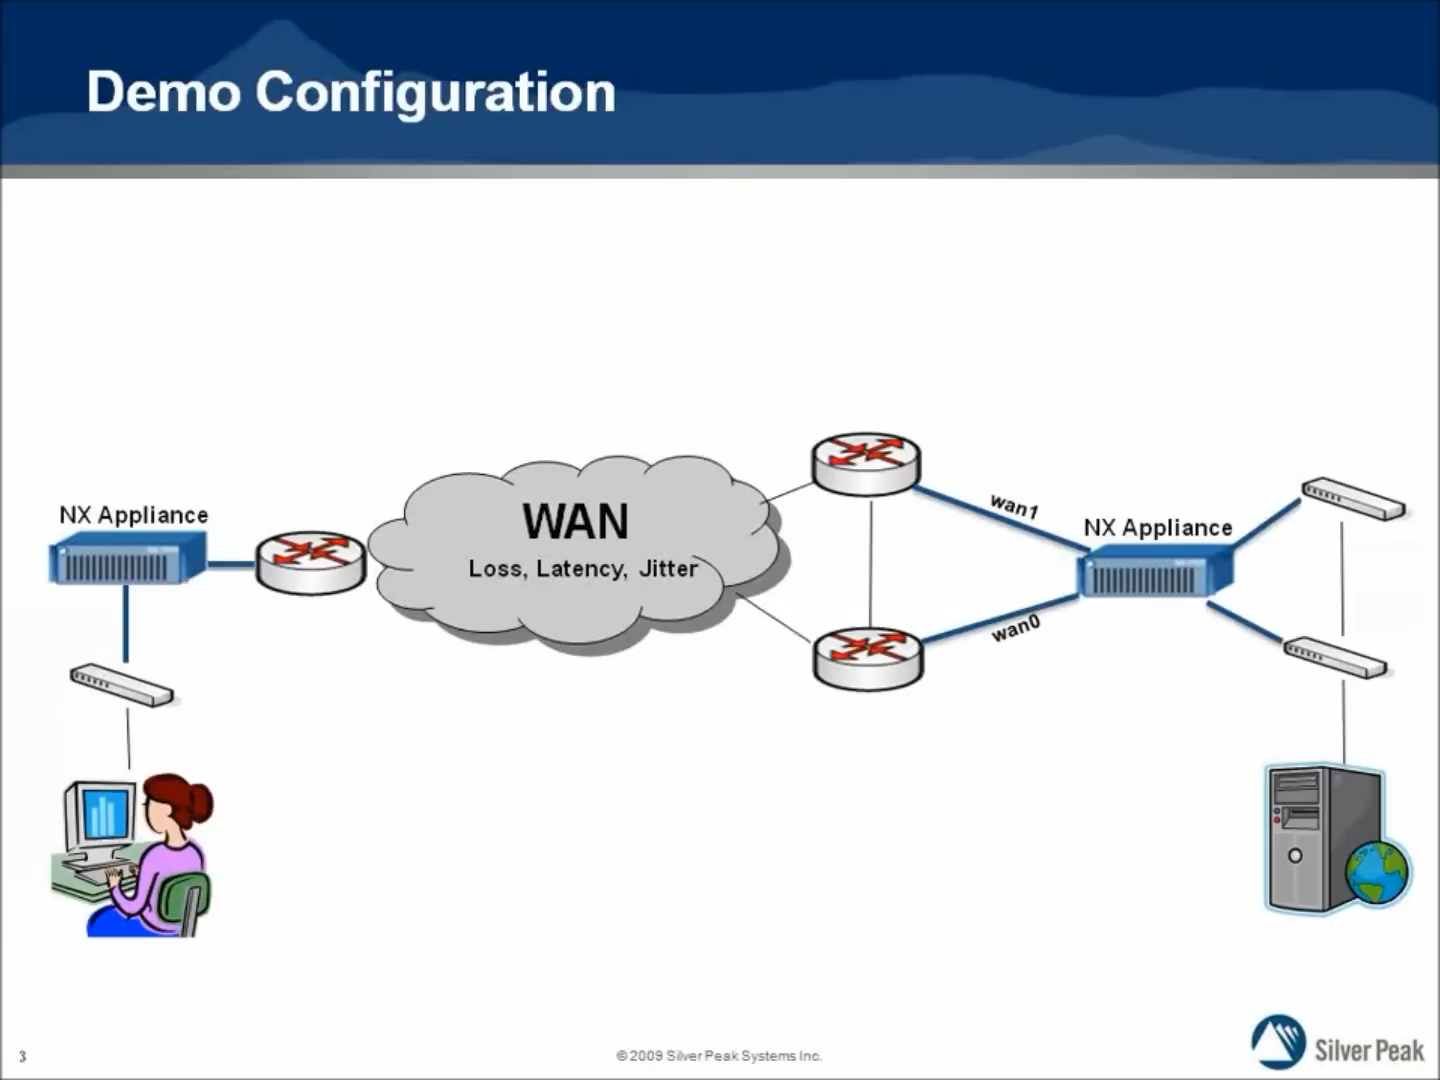 Demo Configuration
NX Appliance
WAN
Loss, Latency, Jitter
wan1
NX Appliance
wan0
3
©2009 Silver Peak Systems Inc.
Silver Peak